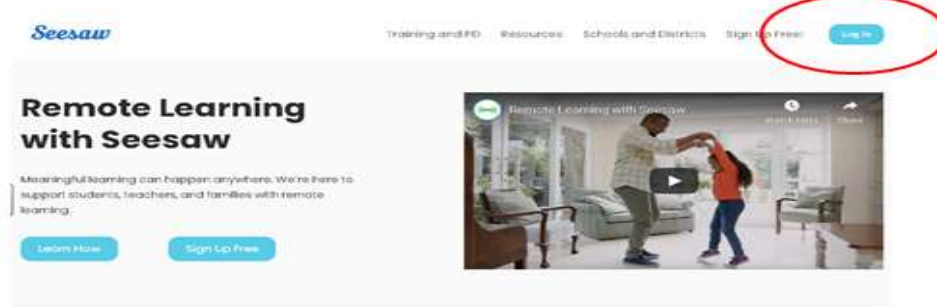 Seesaw
Training and PD Resources Schools and Districts Sign Up Free! Log In
Remote Learning
with Seesaw
Meaningful learning can happen anywhere. We're here to
support students, teachers, and families with remote
learning.
Learn How Sign Up Free
Remote Learning with Seesaw
Watch later Share